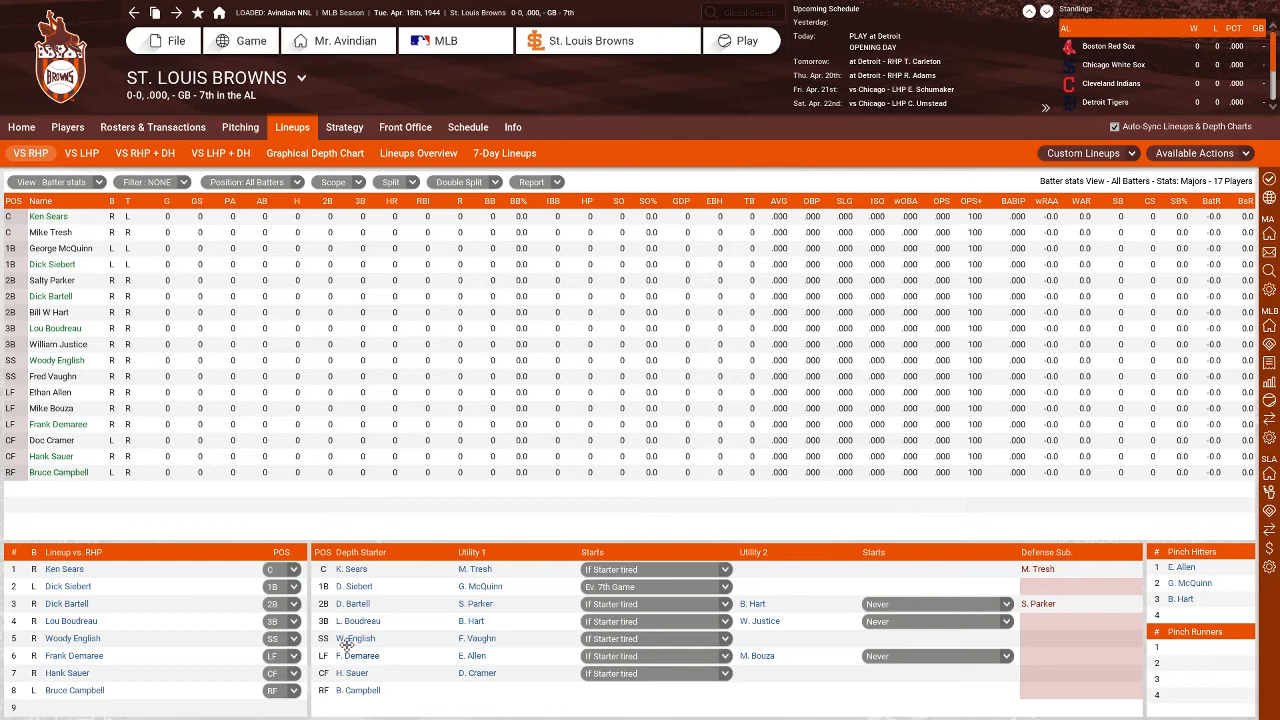 LOADED: Avindian NNL | MLB Season | Tue. Apr. 18th, 1944 | St. Louis Browns 0-0, .000, - GB - 7th
Global Search
File Game Mr. Avindian MLB St. Louis Browns Play
BROWNS
ST. LOUIS BROWNS
0-0, .000, - GB - 7th in the AL
Upcoming Schedule
Yesterday:
Today: PLAY at Detroit
OPENING DAY
Tomorrow: at Detroit - RHP T. Carleton
Thu. Apr. 20th: at Detroit - RHP R. Adams
Fri. Apr. 21st: vs Chicago - LHP E. Schumaker
Sat. Apr. 22nd: vs Chicago - LHP C. Umstead
Standings
AL W L PCT GB
Boston Red Sox 0 0 .000 -
Chicago White Sox 0 0 .000 -
Cleveland Indians 0 0 .000 -
Detroit Tigers 0 0 .000 -
Home Players Rosters & Transactions Pitching Lineups Strategy Front Office Schedule Info
Auto-Sync Lineups & Depth Charts
VS RHP VS LHP VS RHP + DH VS LHP + DH Graphical Depth Chart Lineups Overview 7-Day Lineups Custom Lineups Available Actions
View : Batter stats Filter : NONE Position: All Batters Scope Split Double Split Report Batter stats View - All Batters - Stats: Majors - 17 Players
POS Name B T G GS PA AB H 2B 3B HR RBI R BB BB% IBB HP SO SO% GDP EBH TB AVG OBP SLG ISO wOBA OPS OPS+ BABIP wRAA WAR SB CS SB% BatR BsR
C Ken Sears R L 0 0 0 0 0 0 0 0 0 0 0 0.0 0 0 0 0.0 0 0 0 .000 .000 .000 .000 .000 .000 100 .000 -0.0 0.0 0 0 0.0 -0.0 0.0
C Mike Tresh R R 0 0 0 0 0 0 0 0 0 0 0 0.0 0 0 0 0.0 0 0 0 .000 .000 .000 .000 .000 .000 100 .000 -0.0 0.0 0 0 0.0 -0.0 0.0
1B George McQuinn L L 0 0 0 0 0 0 0 0 0 0 0 0.0 0 0 0 0.0 0 0 0 .000 .000 .000 .000 .000 .000 100 .000 -0.0 0.0 0 0 0.0 -0.0 0.0
1B Dick Siebert L L 0 0 0 0 0 0 0 0 0 0 0 0.0 0 0 0 0.0 0 0 0 .000 .000 .000 .000 .000 .000 100 .000 -0.0 0.0 0 0 0.0 -0.0 0.0
2B Salty Parker R R 0 0 0 0 0 0 0 0 0 0 0 0.0 0 0 0 0.0 0 0 0 .000 .000 .000 .000 .000 .000 100 .000 -0.0 0.0 0 0 0.0 -0.0 0.0
2B Dick Bartell R R 0 0 0 0 0 0 0 0 0 0 0 0.0 0 0 0 0.0 0 0 0 .000 .000 .000 .000 .000 .000 100 .000 -0.0 0.0 0 0 0.0 -0.0 0.0
2B Bill W Hart R R 0 0 0 0 0 0 0 0 0 0 0 0.0 0 0 0 0.0 0 0 0 .000 .000 .000 .000 .000 .000 100 .000 -0.0 0.0 0 0 0.0 -0.0 0.0
3B Lou Boudreau R R 0 0 0 0 0 0 0 0 0 0 0 0.0 0 0 0 0.0 0 0 0 .000 .000 .000 .000 .000 .000 100 .000 -0.0 0.0 0 0 0.0 -0.0 0.0
3B William Justice R R 0 0 0 0 0 0 0 0 0 0 0 0.0 0 0 0 0.0 0 0 0 .000 .000 .000 .000 .000 .000 100 .000 -0.0 0.0 0 0 0.0 -0.0 0.0
SS Woody English R R 0 0 0 0 0 0 0 0 0 0 0 0.0 0 0 0 0.0 0 0 0 .000 .000 .000 .000 .000 .000 100 .000 -0.0 0.0 0 0 0.0 -0.0 0.0
SS Fred Vaughn R R 0 0 0 0 0 0 0 0 0 0 0 0.0 0 0 0 0.0 0 0 0 .000 .000 .000 .000 .000 .000 100 .000 -0.0 0.0 0 0 0.0 -0.0 0.0
LF Ethan Allen R R 0 0 0 0 0 0 0 0 0 0 0 0.0 0 0 0 0.0 0 0 0 .000 .000 .000 .000 .000 .000 100 .000 -0.0 0.0 0 0 0.0 -0.0 0.0
LF Mike Bouza R R 0 0 0 0 0 0 0 0 0 0 0 0.0 0 0 0 0.0 0 0 0 .000 .000 .000 .000 .000 .000 100 .000 -0.0 0.0 0 0 0.0 -0.0 0.0
LF Frank Demaree R R 0 0 0 0 0 0 0 0 0 0 0 0.0 0 0 0 0.0 0 0 0 .000 .000 .000 .000 .000 .000 100 .000 -0.0 0.0 0 0 0.0 -0.0 0.0
CF Doc Cramer L R 0 0 0 0 0 0 0 0 0 0 0 0.0 0 0 0 0.0 0 0 0 .000 .000 .000 .000 .000 .000 100 .000 -0.0 0.0 0 0 0.0 -0.0 0.0
CF Hank Sauer R R 0 0 0 0 0 0 0 0 0 0 0 0.0 0 0 0 0.0 0 0 0 .000 .000 .000 .000 .000 .000 100 .000 -0.0 0.0 0 0 0.0 -0.0 0.0
RF Bruce Campbell L R 0 0 0 0 0 0 0 0 0 0 0 0.0 0 0 0 0.0 0 0 0 .000 .000 .000 .000 .000 .000 100 .000 -0.0 0.0 0 0 0.0 -0.0 0.0
# B Lineup vs. RHP POS POS Depth Starter Utility 1 Starts Utility 2 Starts Defense Sub. # Pinch Hitters
1 R Ken Sears C C K. Sears M. Tresh If Starter tired M. Tresh 1 E. Allen
2 L Dick Siebert 1B 1B D. Siebert G. McQuinn Ev. 7th Game 2 G. McQuinn
3 R Dick Bartell 2B 2B D. Bartell S. Parker If Starter tired B. Hart Never S. Parker 3 B. Hart
4 R Lou Boudreau 3B 3B L. Boudreau B. Hart If Starter tired W. Justice Never 4
5 R Woody English SS SS W. English F. Vaughn If Starter tired # Pinch Runners
6 R Frank Demaree LF LF F. Demaree E. Allen If Starter tired M. Bouza Never 1
7 R Hank Sauer CF CF H. Sauer D. Cramer If Starter tired 2
8 L Bruce Campbell RF RF B. Campbell 3
9 4
MA
MLB
SLA